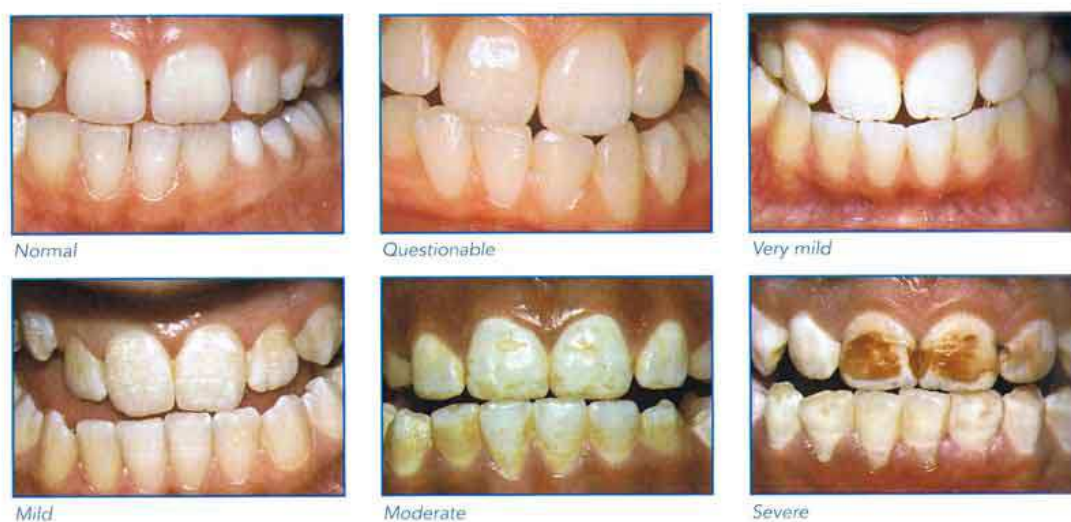 Normal
Questionable
Very mild
Mild
Moderate
Severe